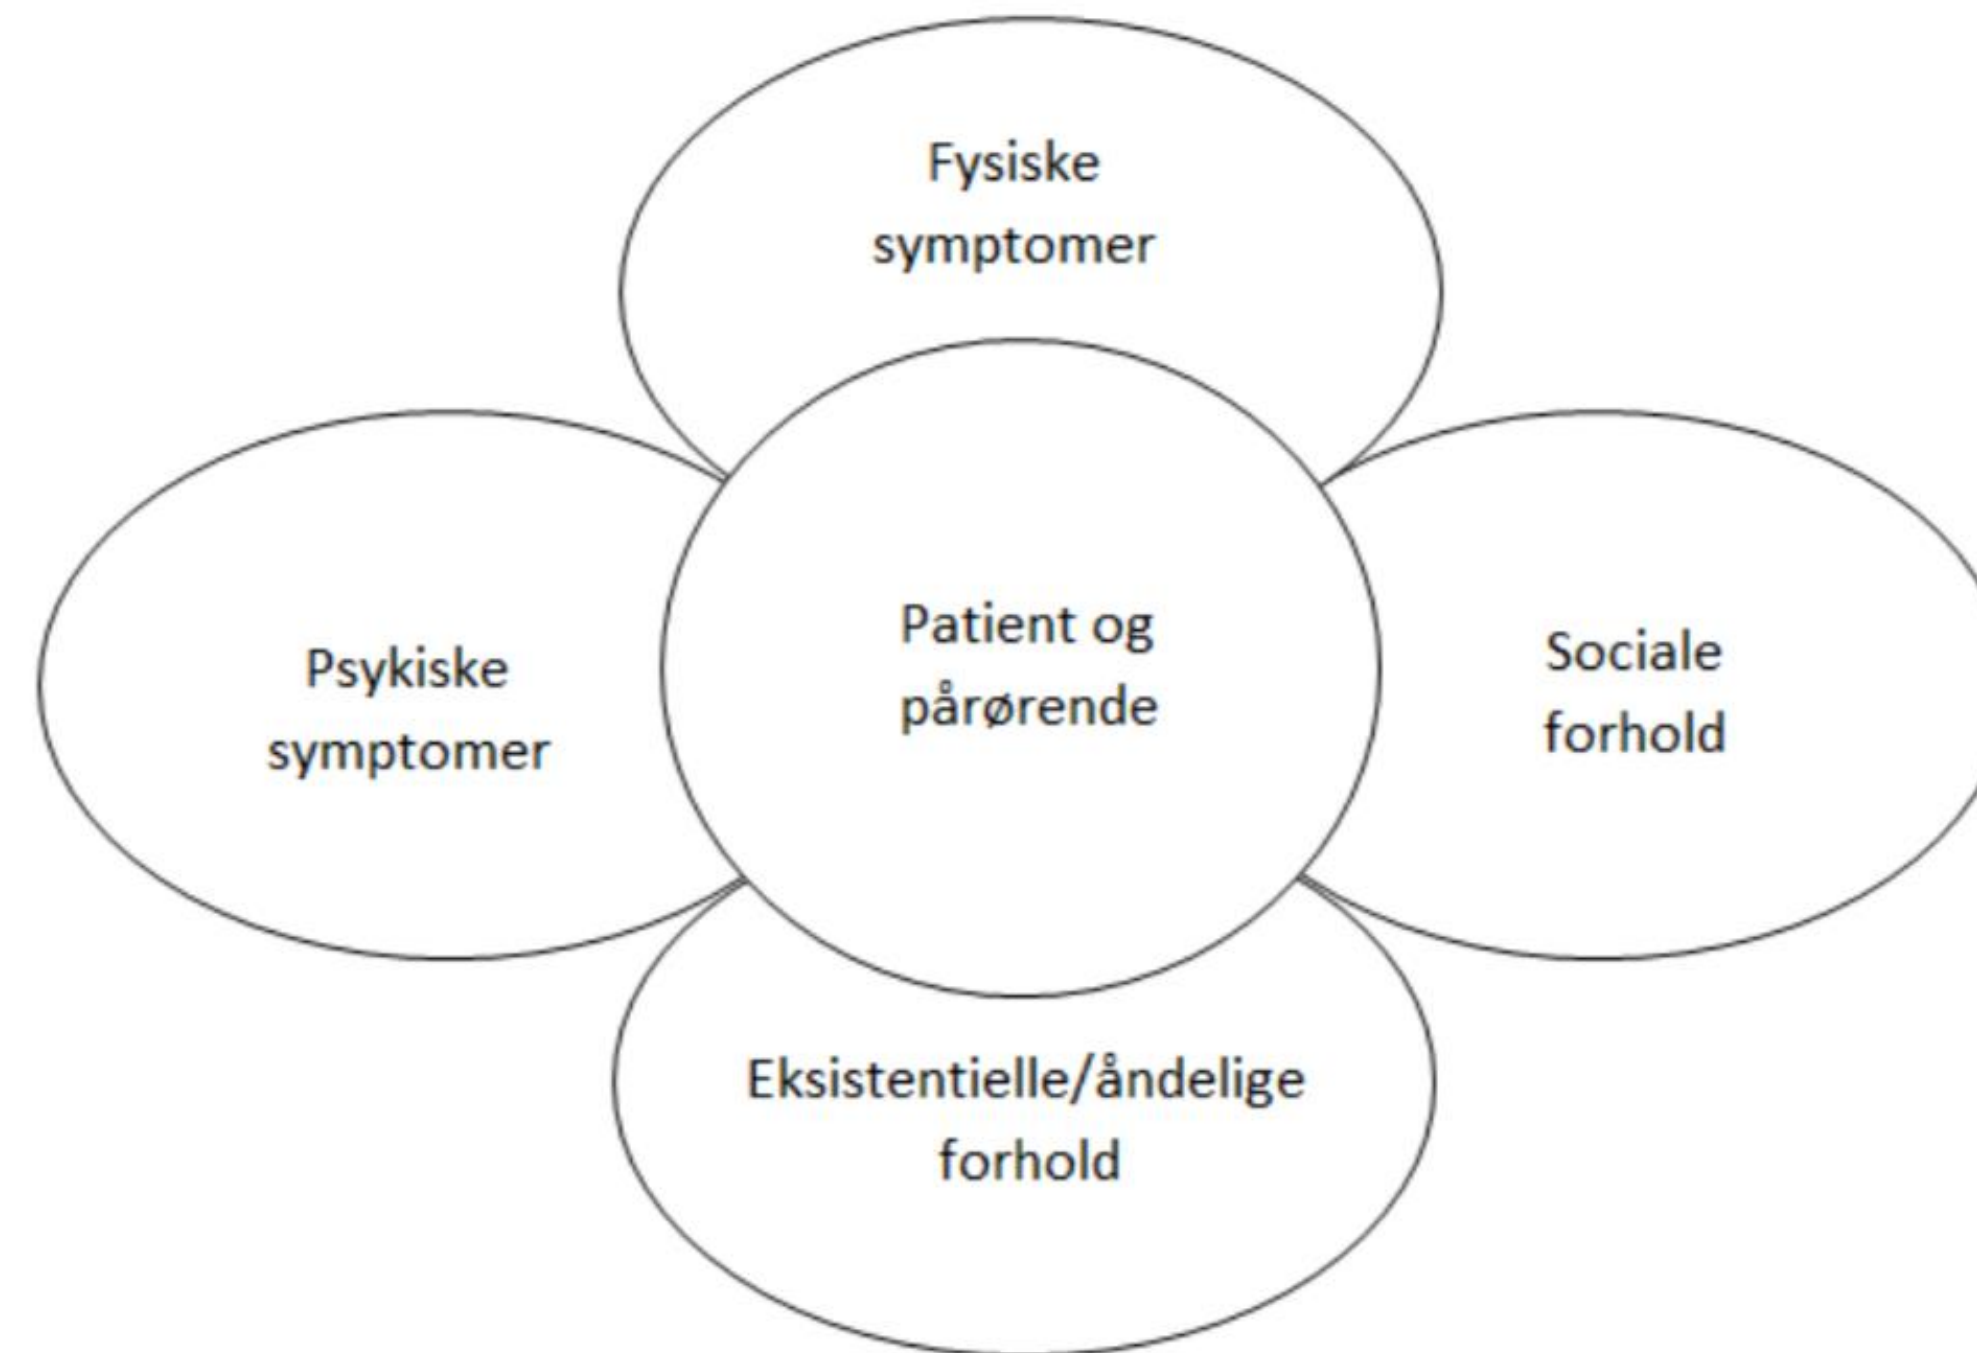 Fysiske
symptomer
Psykiske
symptomer
Patient og
pårørende
Sociale
forhold
Eksistentielle/åndelige
forhold